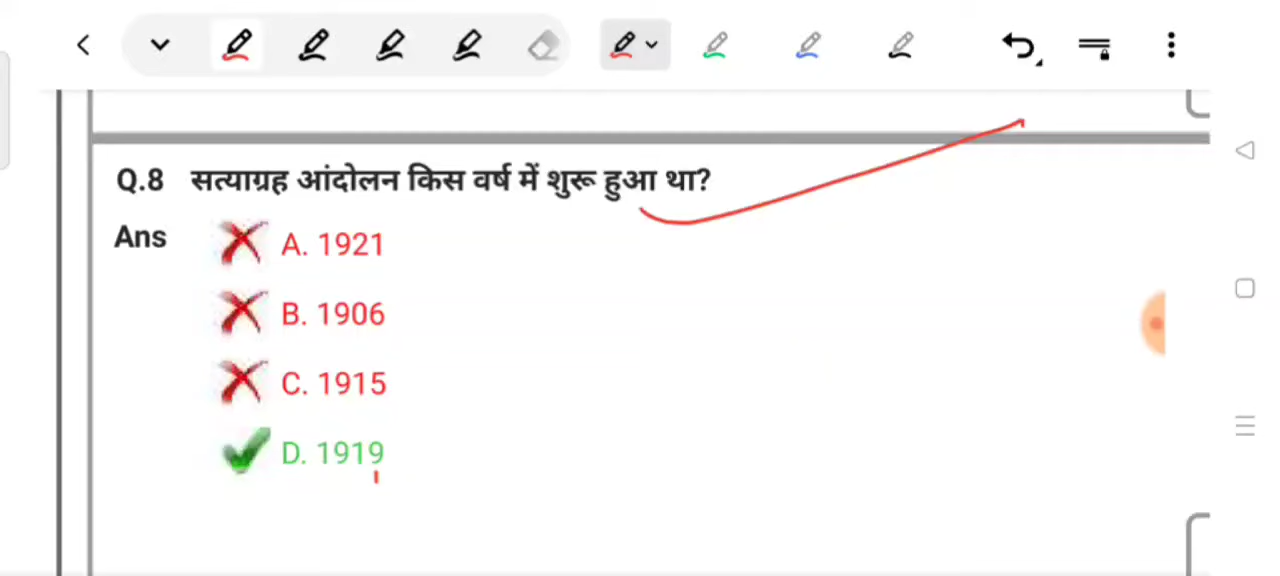 Q.8 सत्याग्रह आंदोलन किस वर्ष में शुरू हुआ था?
Ans A. 1921
B. 1906
C. 1915
D. 1919